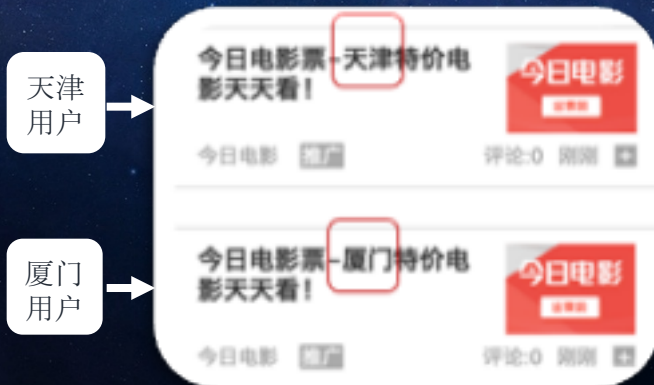 天津
用户
今日电影票-天津特价电
影天天看！
今日电影
今日电影 推广
评论:0 刚刚
厦门
用户
今日电影票-厦门特价电
影天天看！
今日电影
今日电影 推广
评论:0 刚刚